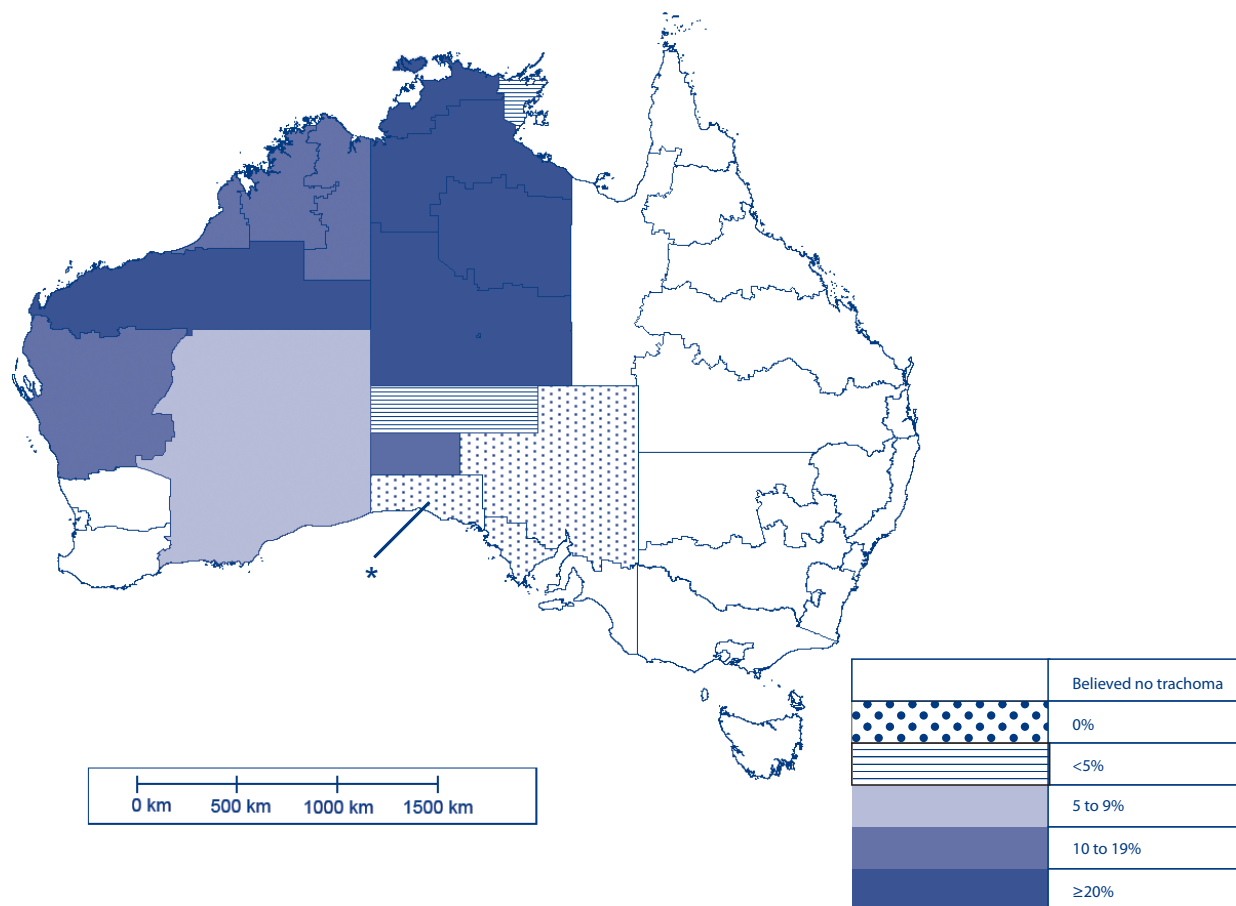 *
Believed no trachoma
0%
<5%
5 to 9%
10 to 19%
≥20%
0 km 500 km 1000 km 1500 km